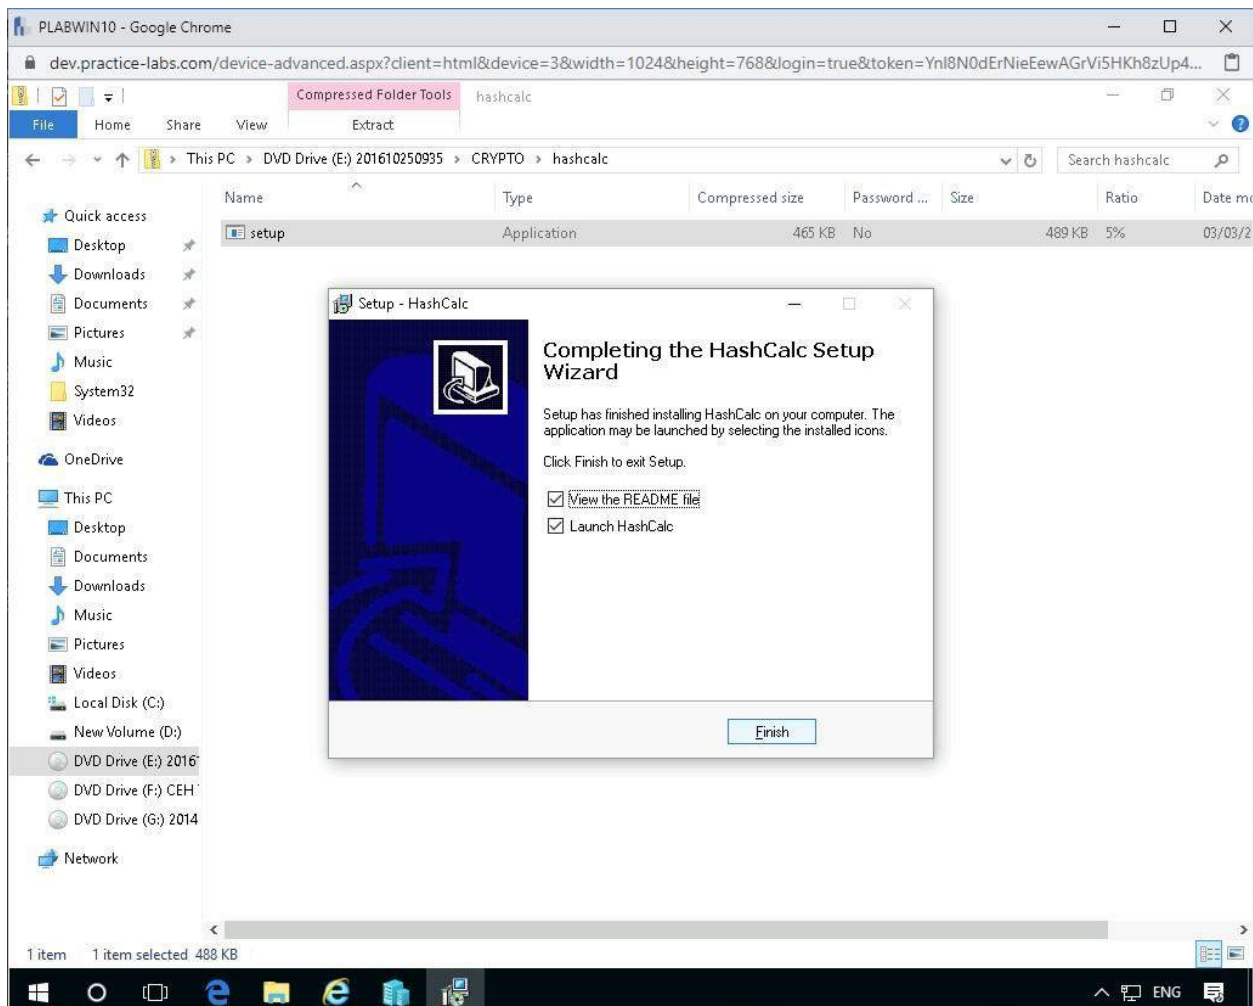 PLABWIN10 - Google Chrome
dev.practice-labs.com/device-advanced.aspx?client=html&device=3&width=1024&height=768&login=true&token=Ynl8N0dErNieEewAGrVi5HKh8zUp4...
Compressed Folder Tools hashcalc
File Home Share View Extract
This PC > DVD Drive (E:) 201610250935 > CRYPTO > hashcalc
Search hashcalc
Name Type Compressed size Password ... Size Ratio Date mo
setup Application 465 KB No 489 KB 5% 03/03/2
Quick access
Desktop
Downloads
Documents
Pictures
Music
System32
Videos
OneDrive
This PC
Desktop
Documents
Downloads
Music
Pictures
Videos
Local Disk (C:)
New Volume (D:)
DVD Drive (E:) 2016
DVD Drive (F:) CEH
DVD Drive (G:) 2014
Network
Setup - HashCalc
Completing the HashCalc Setup
Wizard
Setup has finished installing HashCalc on your computer. The
application may be launched by selecting the installed icons.
Click Finish to exit Setup.
View the README file
Launch HashCalc
Finish
1 item 1 item selected 488 KB
ENG